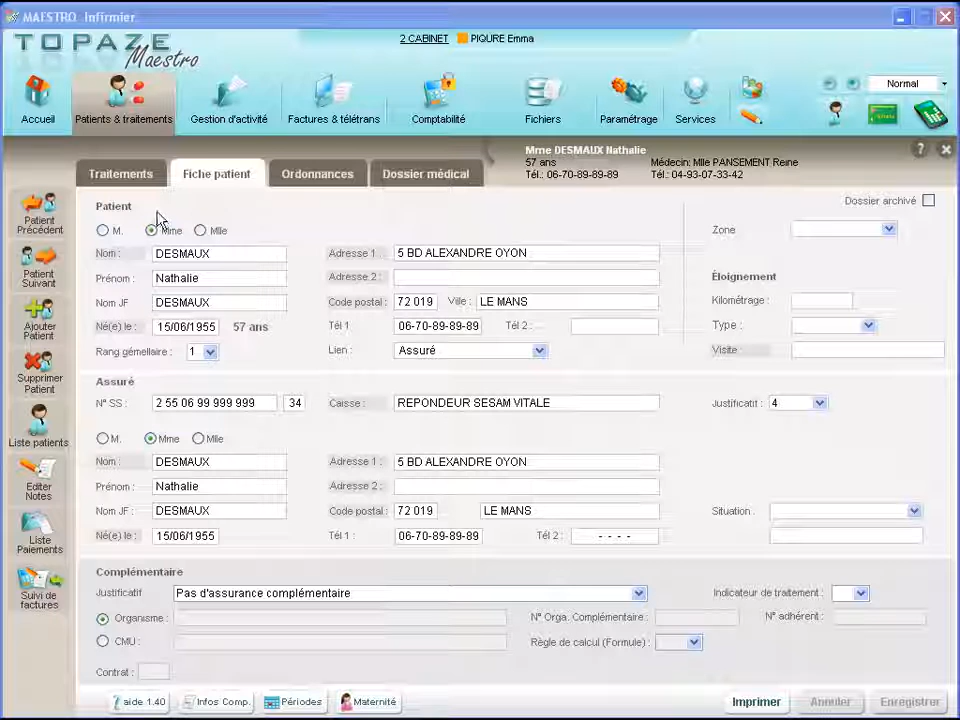 MAESTRO Infirmier
TOPAZE
Maestro
2 CABINET PIQURE Emma
Accueil
Patients & traitements
Gestion d'activité
Factures & télétrans
Comptabilité
Fichiers
Paramétrage
Services
Normal
Mme DESMAUX Nathalie
57 ans Médecin: Mlle PANSEMENT Reine
Tél.: 06-70-89-89-89 Tél.: 04-93-07-33-42
Traitements
Fiche patient
Ordonnances
Dossier médical
Patient Précédent
Patient Suivant
Ajouter Patient
Supprimer Patient
Liste patients
Editer Notes
Liste Paiements
Suivi de factures
Patient
Dossier archivé
M. Mme Mlle
Zone
Nom : DESMAUX Adresse 1 : 5 BD ALEXANDRE OYON
Prénom : Nathalie Adresse 2 :
Éloignement
Nom JF DESMAUX Code postal : 72 019 Ville : LE MANS
Kilométrage :
Né(e) le : 15/06/1955 57 ans Tél 1 06-70-89-89-89 Tél 2 :
Type :
Rang gémellaire : 1 Lien : Assuré
Visite :
Assuré
N° SS : 2 55 06 99 999 999 34 Caisse : REPONDEUR SESAM VITALE Justificatif : 4
M. Mme Mlle
Nom : DESMAUX Adresse 1 : 5 BD ALEXANDRE OYON
Prénom : Nathalie Adresse 2 :
Nom JF : DESMAUX Code postal : 72 019 LE MANS Situation :
Né(e) le : 15/06/1955 Tél 1 : 06-70-89-89-89 Tél 2 : - - - -
Complémentaire
Justificatif Pas d'assurance complémentaire Indicateur de traitement :
Organisme : N° Orga. Complémentaire : N° adhérent :
CMU : Règle de calcul (Formule) :
Contrat :
aide 1.40 Infos Comp. Périodes Maternité Imprimer Annuler Enregistrer